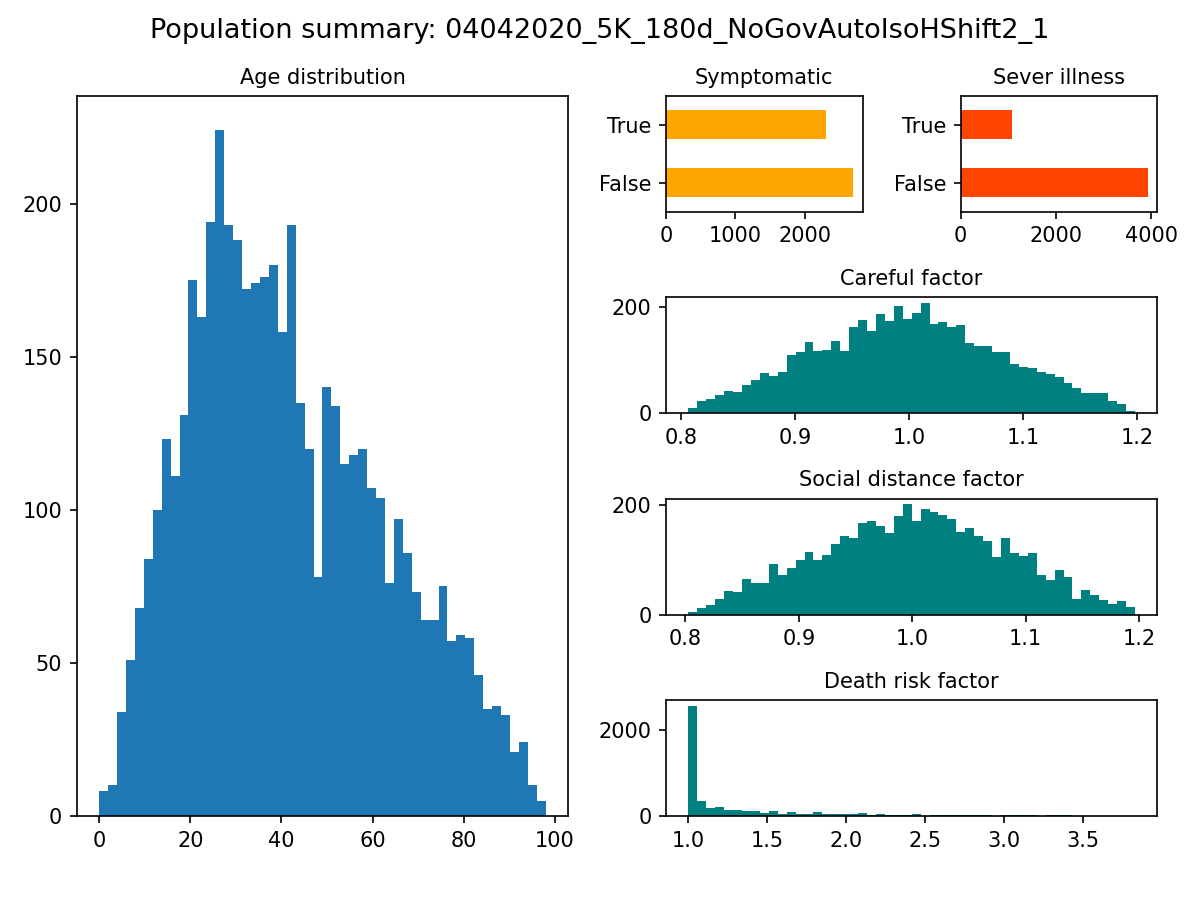 Population summary: 04042020_5K_180d_NoGovAutoIsoHShift2_1
Age distribution
200
150
100
50
0
0 20 40 60 80 100
Symptomatic
True
False
0 1000 2000
Sever illness
True
False
0 2000 4000
Careful factor
200
0
0.8 0.9 1.0 1.1 1.2
Social distance factor
200
0
0.8 0.9 1.0 1.1 1.2
Death risk factor
2000
0
1.0 1.5 2.0 2.5 3.0 3.5